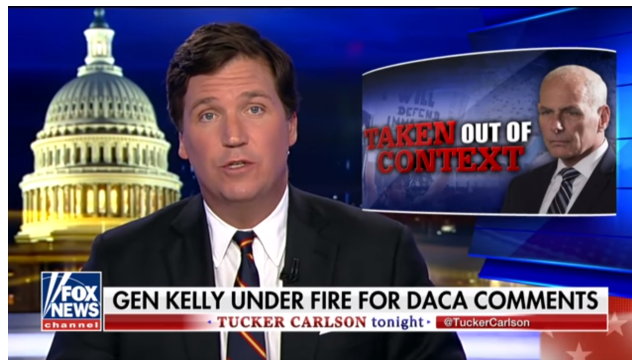 TAKEN OUT OF
CONTEXT
FOX
NEWS
channel
GEN KELLY UNDER FIRE FOR DACA COMMENTS
TUCKER CARLSON tonight
@TuckerCarlson